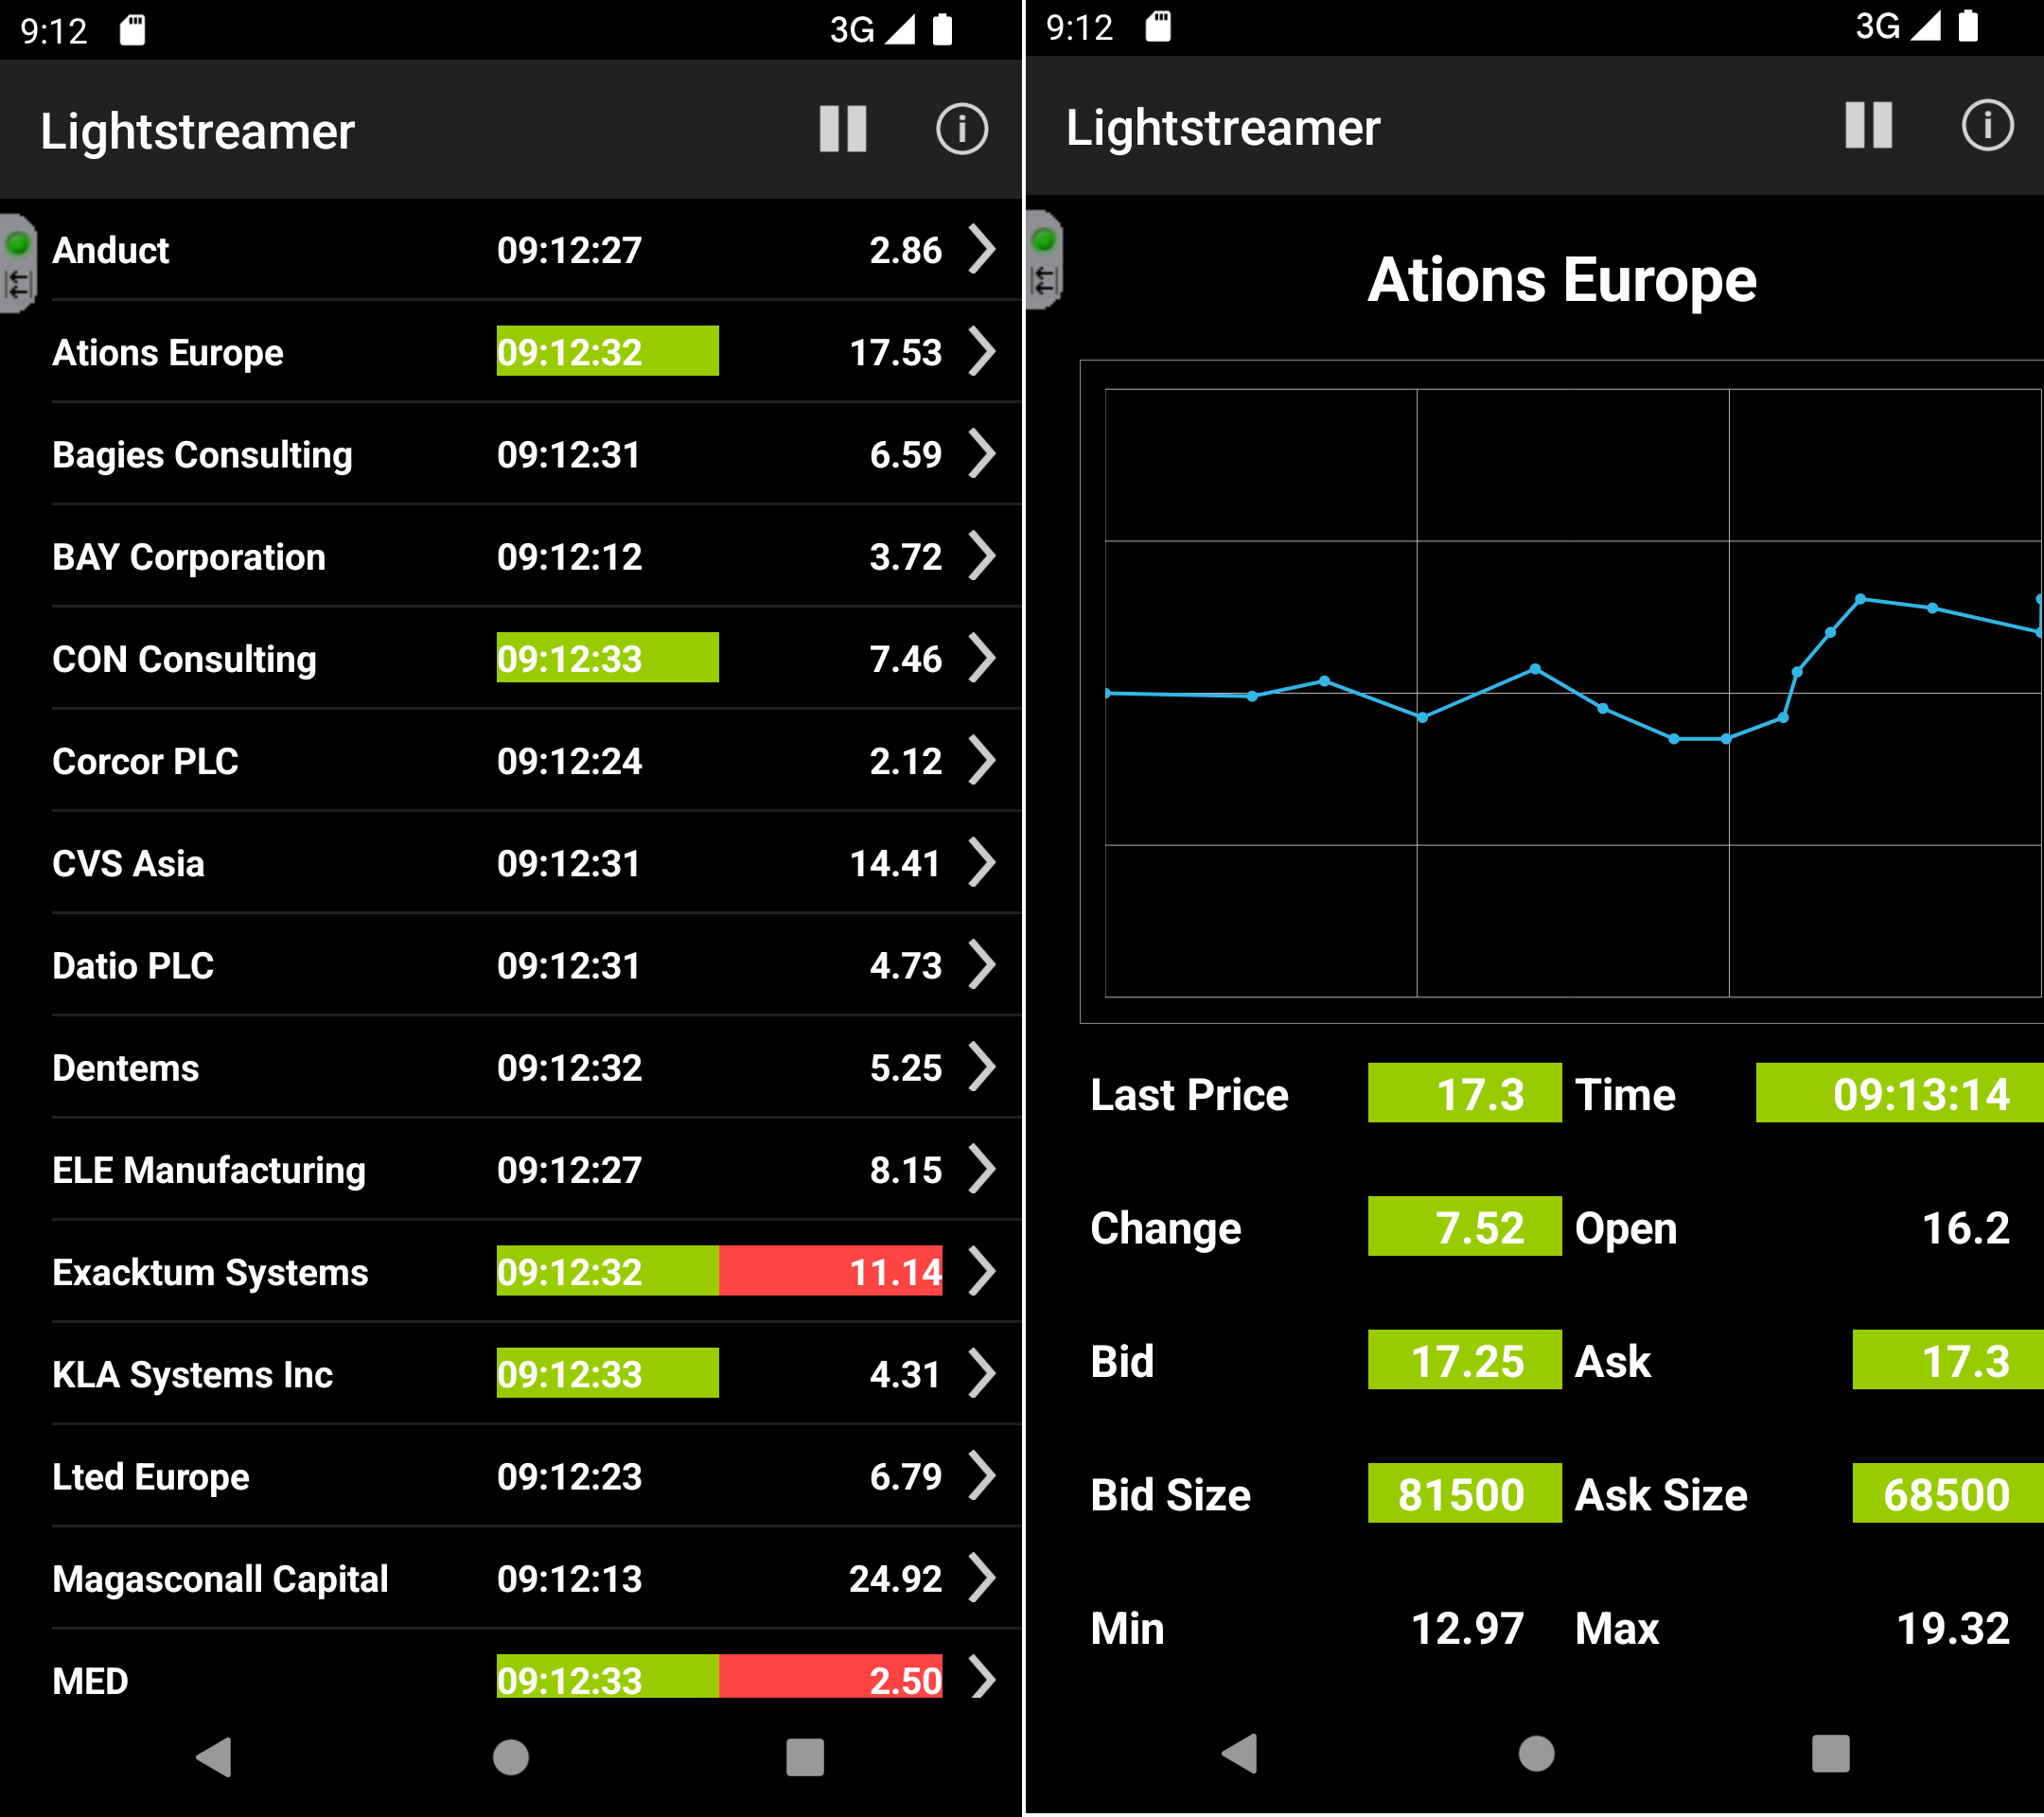 9:12 3G
Lightstreamer
Anduct 09:12:27 2.86
Ations Europe 09:12:32 17.53
Bagies Consulting 09:12:31 6.59
BAY Corporation 09:12:12 3.72
CON Consulting 09:12:33 7.46
Corcor PLC 09:12:24 2.12
CVS Asia 09:12:31 14.41
Datio PLC 09:12:31 4.73
Dentems 09:12:32 5.25
ELE Manufacturing 09:12:27 8.15
Exacktum Systems 09:12:32 11.14
KLA Systems Inc 09:12:33 4.31
Lted Europe 09:12:23 6.79
Magasconall Capital 09:12:13 24.92
MED 09:12:33 2.50
9:12 3G
Lightstreamer
Ations Europe
Last Price 17.3 Time 09:13:14
Change 7.52 Open 16.2
Bid 17.25 Ask 17.3
Bid Size 81500 Ask Size 68500
Min 12.97 Max 19.32